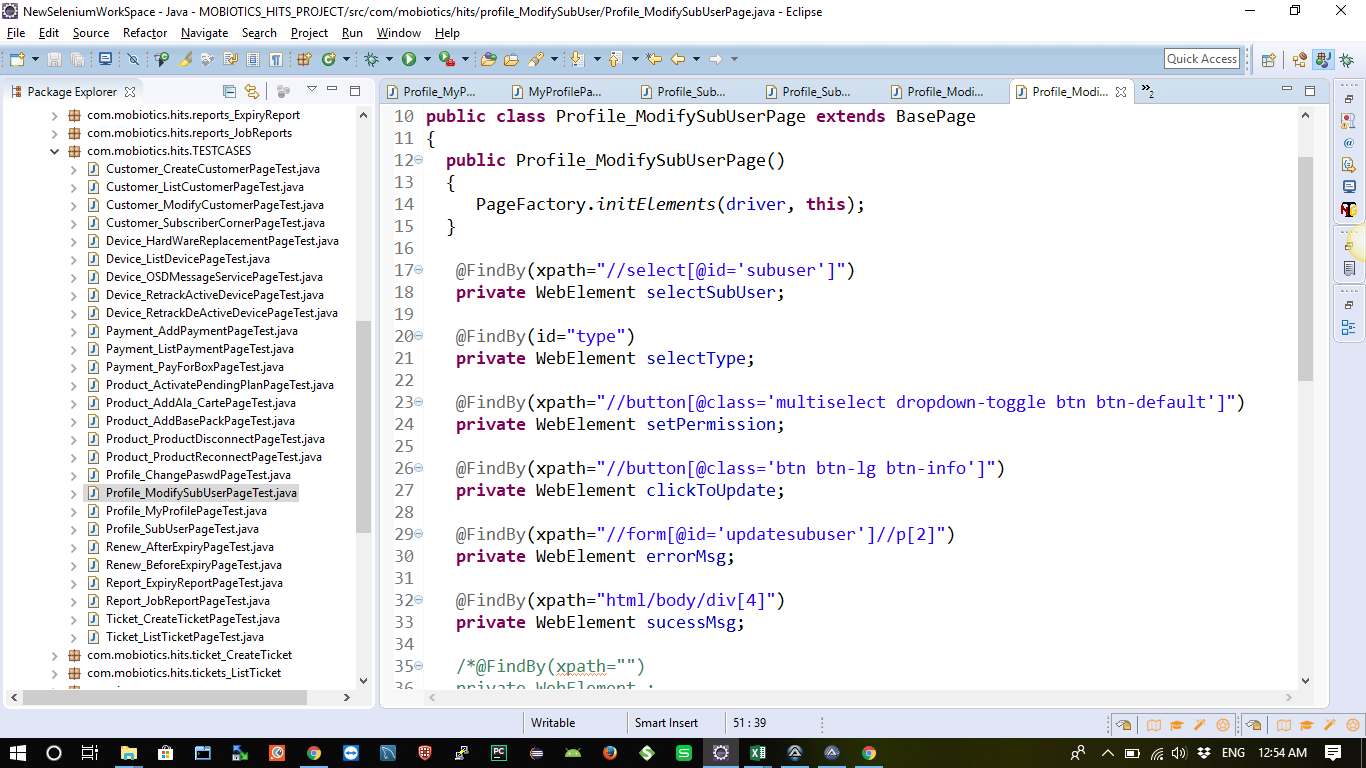 NewSeleniumWorkSpace - Java - MOBIOTICS_HITS_PROJECT/src/com/mobiotics/hits/profile_ModifySubUser/Profile_ModifySubUserPage.java - Eclipse
File Edit Source Refactor Navigate Search Project Run Window Help
Quick Access
Package Explorer
com.mobiotics.hits.reports_ExpiryReport
com.mobiotics.hits.reports_JobReports
com.mobiotics.hits.TESTCASES
Customer_CreateCustomerPageTest.java
Customer_ListCustomerPageTest.java
Customer_ModifyCustomerPageTest.java
Customer_SubscriberCornerPageTest.java
Device_HardWareReplacementPageTest.java
Device_ListDevicePageTest.java
Device_OSDMessageServicePageTest.java
Device_RetrackActiveDevicePageTest.java
Device_RetrackDeActiveDevicePageTest.java
Payment_AddPaymentPageTest.java
Payment_ListPaymentPageTest.java
Payment_PayForBoxPageTest.java
Product_ActivatePendingPlanPageTest.java
Product_AddAla_CartePageTest.java
Product_AddBasePackPageTest.java
Product_ProductDisconnectPageTest.java
Product_ProductReconnectPageTest.java
Profile_ChangePaswdPageTest.java
Profile_ModifySubUserPageTest.java
Profile_MyProfilePageTest.java
Profile_SubUserPageTest.java
Renew_AfterExpiryPageTest.java
Renew_BeforeExpiryPageTest.java
Report_ExpiryReportPageTest.java
Report_JobReportPageTest.java
Ticket_CreateTicketPageTest.java
Ticket_ListTicketPageTest.java
com.mobiotics.hits.ticket_CreateTicket
com.mobiotics.hits.tickets_ListTicket
Profile_MyP... MyProfilePa... Profile_Sub... Profile_Sub... Profile_Modi... Profile_Modi... »2
10 public class Profile_ModifySubUserPage extends BasePage
11 {
12 public Profile_ModifySubUserPage()
13 {
14 PageFactory.initElements(driver, this);
15 }
16
17 @FindBy(xpath="//select[@id='subuser']")
18 private WebElement selectSubUser;
19
20 @FindBy(id="type")
21 private WebElement selectType;
22
23 @FindBy(xpath="//button[@class='multiselect dropdown-toggle btn btn-default']")
24 private WebElement setPermission;
25
26 @FindBy(xpath="//button[@class='btn btn-lg btn-info']")
27 private WebElement clickToUpdate;
28
29 @FindBy(xpath="//form[@id='updatesubuser']//p[2]")
30 private WebElement errorMsg;
31
32 @FindBy(xpath="html/body/div[4]")
33 private WebElement sucessMsg;
34
35 /*@FindBy(xpath="")
36 private WebElement ;
Writable Smart Insert 51 : 39
ENG 12:54 AM